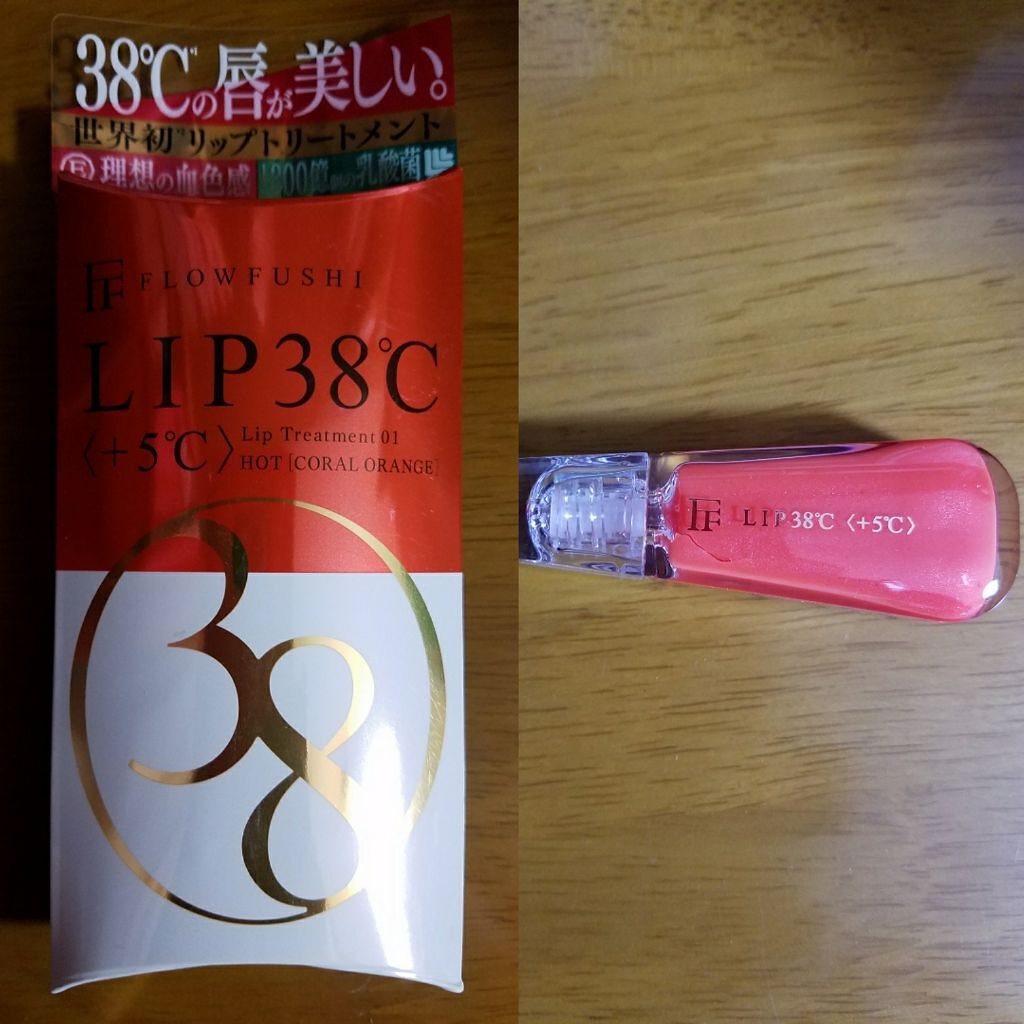 38℃の唇が美しい。
世界初リップトリートメント
E 理想の血色感 200億個の乳酸菌 LLL
FF FLOWFUSHI
LIP38℃
〈+5℃〉 Lip Treatment 01
HOT [CORAL ORANGE]
38
FF LIP38℃ 〈+5℃〉